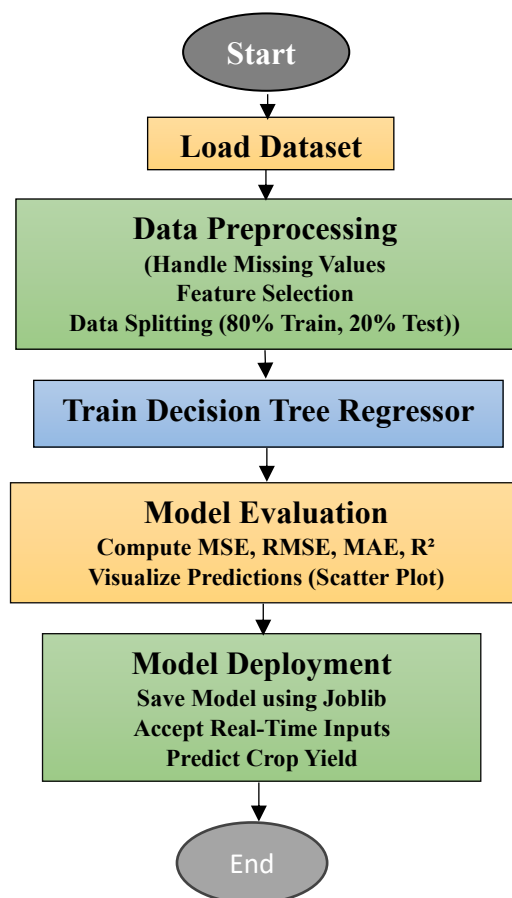 Start
Load Dataset
Data Preprocessing
(Handle Missing Values
Feature Selection
Data Splitting (80% Train, 20% Test))
Train Decision Tree Regressor
Model Evaluation
Compute MSE, RMSE, MAE, R²
Visualize Predictions (Scatter Plot)
Model Deployment
Save Model using Joblib
Accept Real-Time Inputs
Predict Crop Yield
End